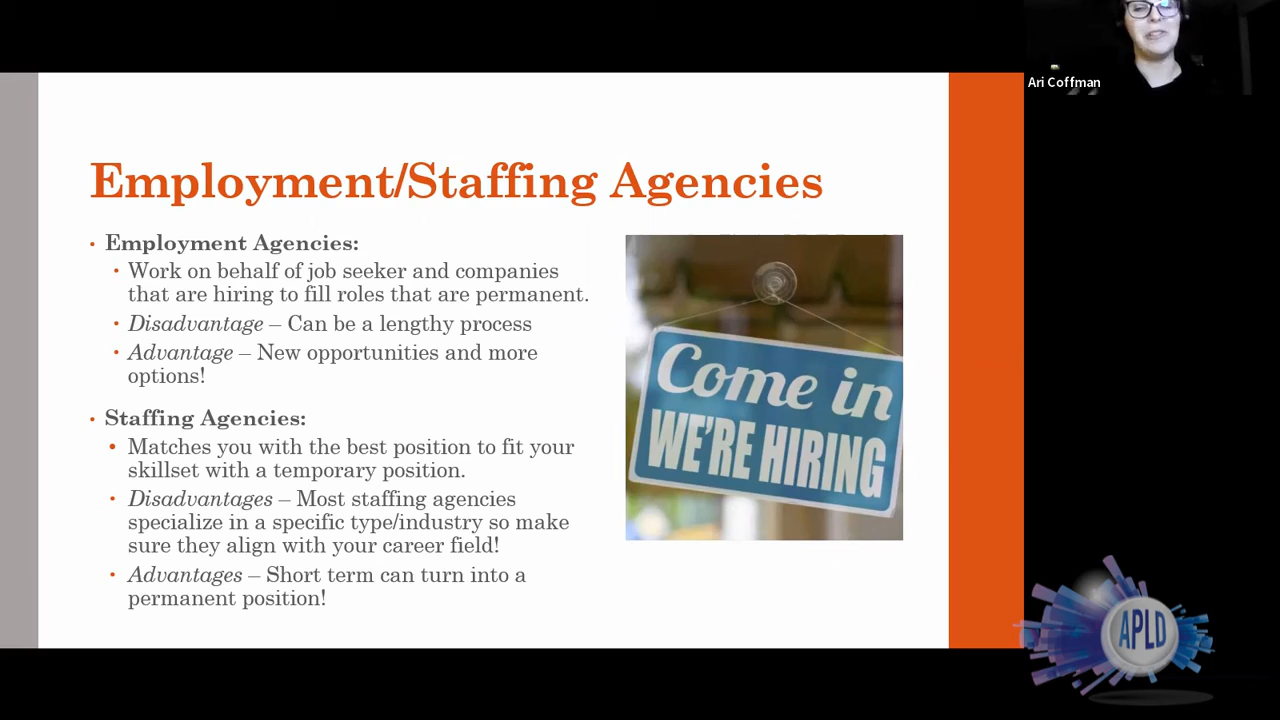 Ari Coffman
Employment/Staffing Agencies
• Employment Agencies:
• Work on behalf of job seeker and companies
that are hiring to fill roles that are permanent.
• Disadvantage – Can be a lengthy process
• Advantage – New opportunities and more
options!
• Staffing Agencies:
• Matches you with the best position to fit your
skillset with a temporary position.
• Disadvantages – Most staffing agencies
specialize in a specific type/industry so make
sure they align with your career field!
• Advantages – Short term can turn into a
permanent position!
Come in
WE'RE HIRING
APLD